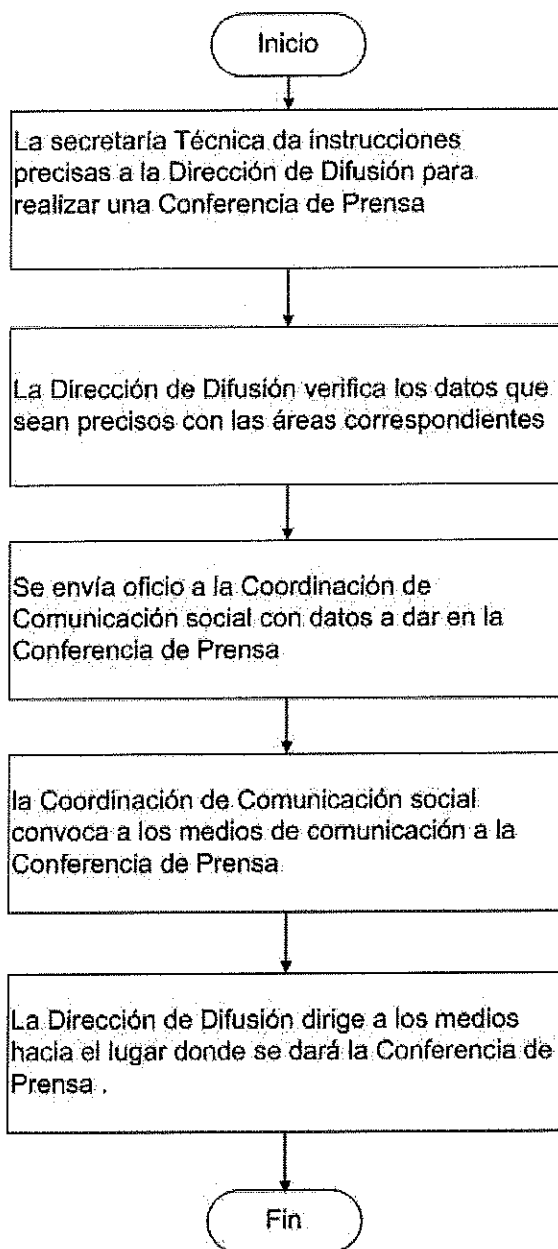 Inicio
La secretaría Técnica da instrucciones
precisas a la Dirección de Difusión para
realizar una Conferencia de Prensa
La Dirección de Difusión verifica los datos que
sean precisos con las áreas correspondientes
Se envía oficio a la Coordinación de
Comunicación social con datos a dar en la
Conferencia de Prensa
la Coordinación de Comunicación social
convoca a los medios de comunicación a la
Conferencia de Prensa
La Dirección de Difusión dirige a los medios
hacia el lugar donde se dará la Conferencia de
Prensa .
Fin